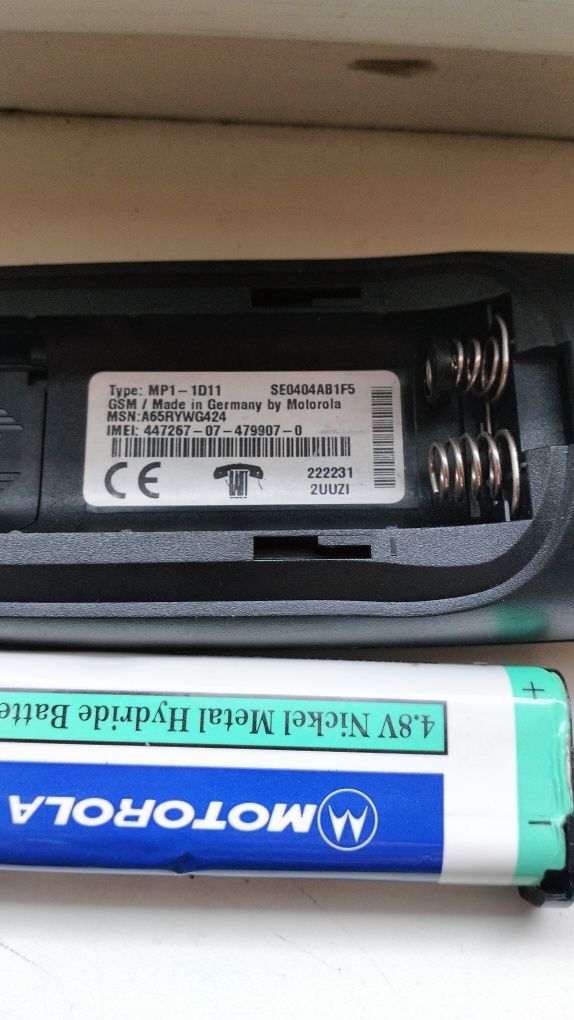 Type: MP1-1D11 SE0404AB1F5
GSM / Made in Germany by Motorola
MSN:A65RYWG424
IMEI: 447267-07-479907-0
CE
222231
2UUZI
+
4.8V Nickel Metal Hydride Batte
MOTOROLA
-